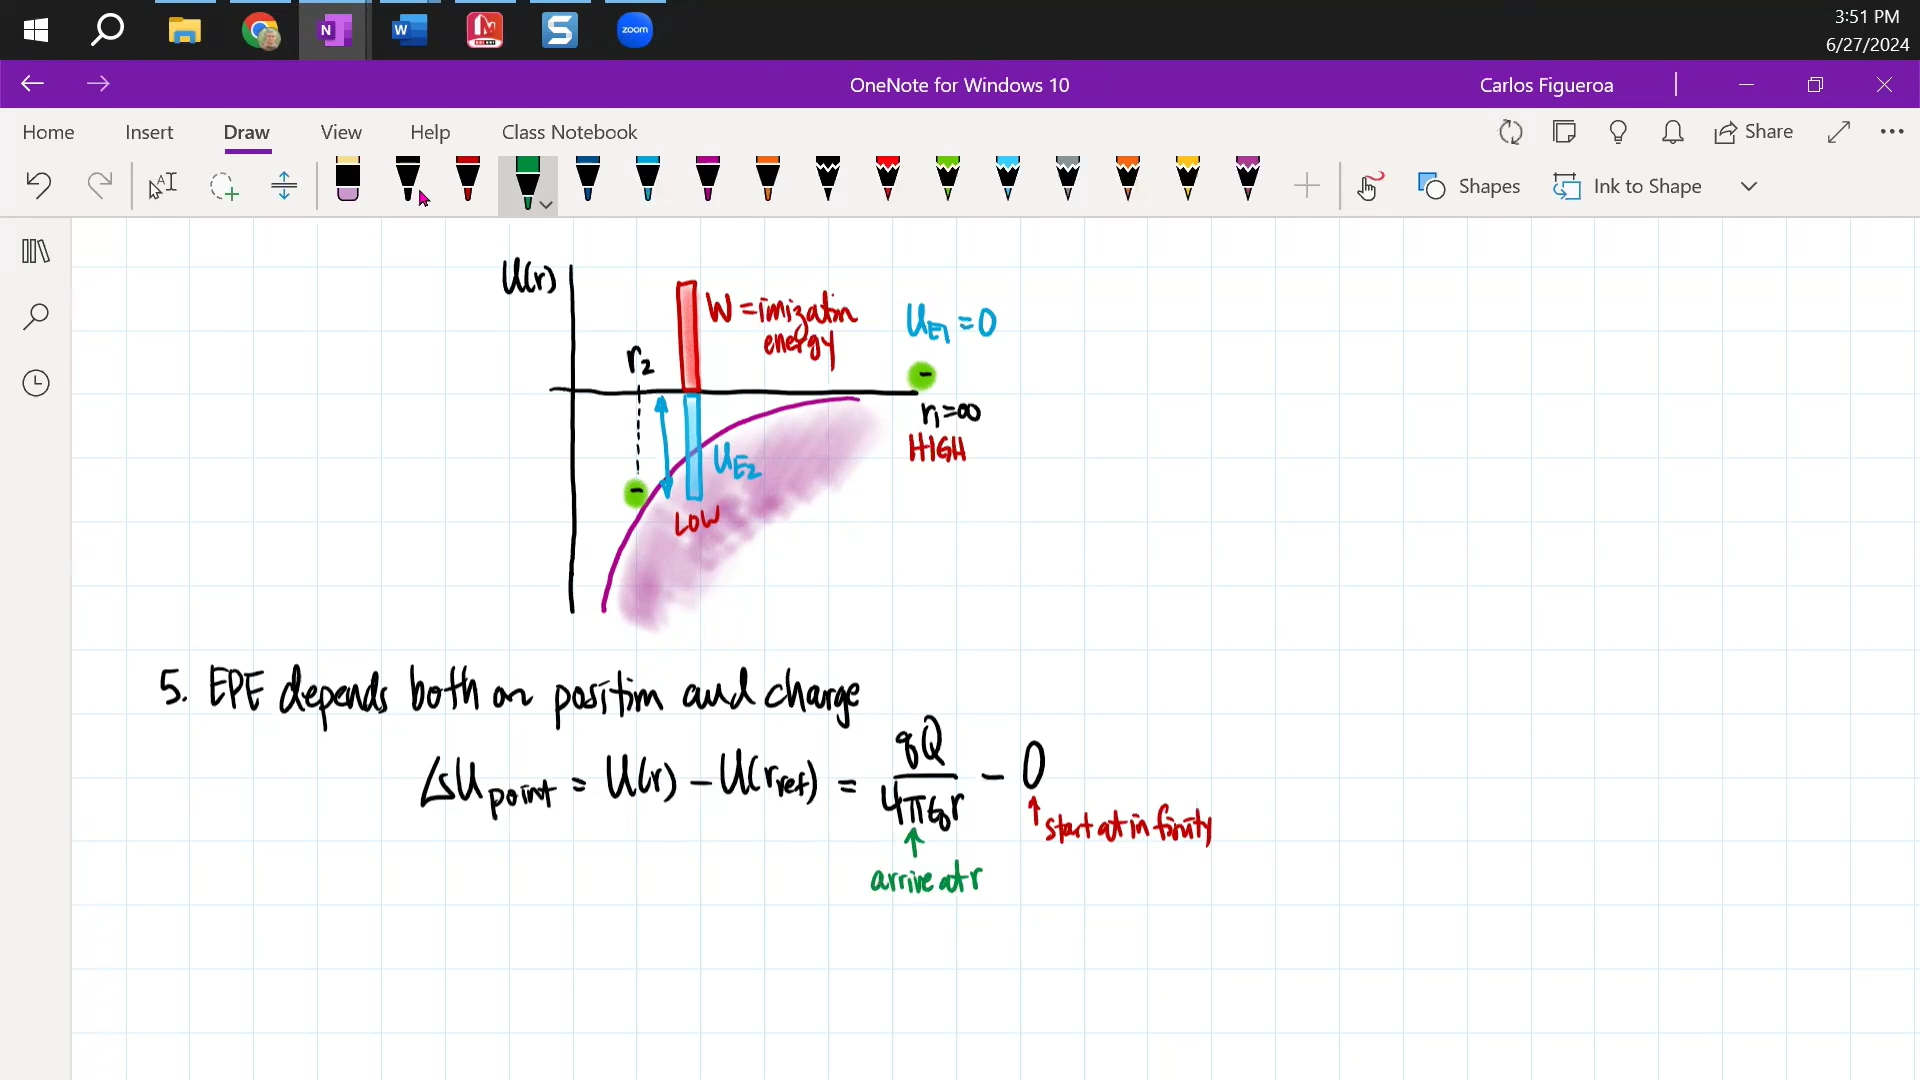 3:51 PM
6/27/2024
N
W
S
zoom
OneNote for Windows 10
Carlos Figueroa
Home Insert Draw View Help Class Notebook
Share
Shapes
Ink to Shape
U(r)
W = ionization
energy
U_E1 = 0
r₂
-
r₁=∞
HIGH
U_E2
-
LOW
5. EPE depends both on position and charge
ΔU_point = U(r) - U(r_ref) = qQ/4πϵ₀r - 0
↑ start at infinity
↑
arrive at r